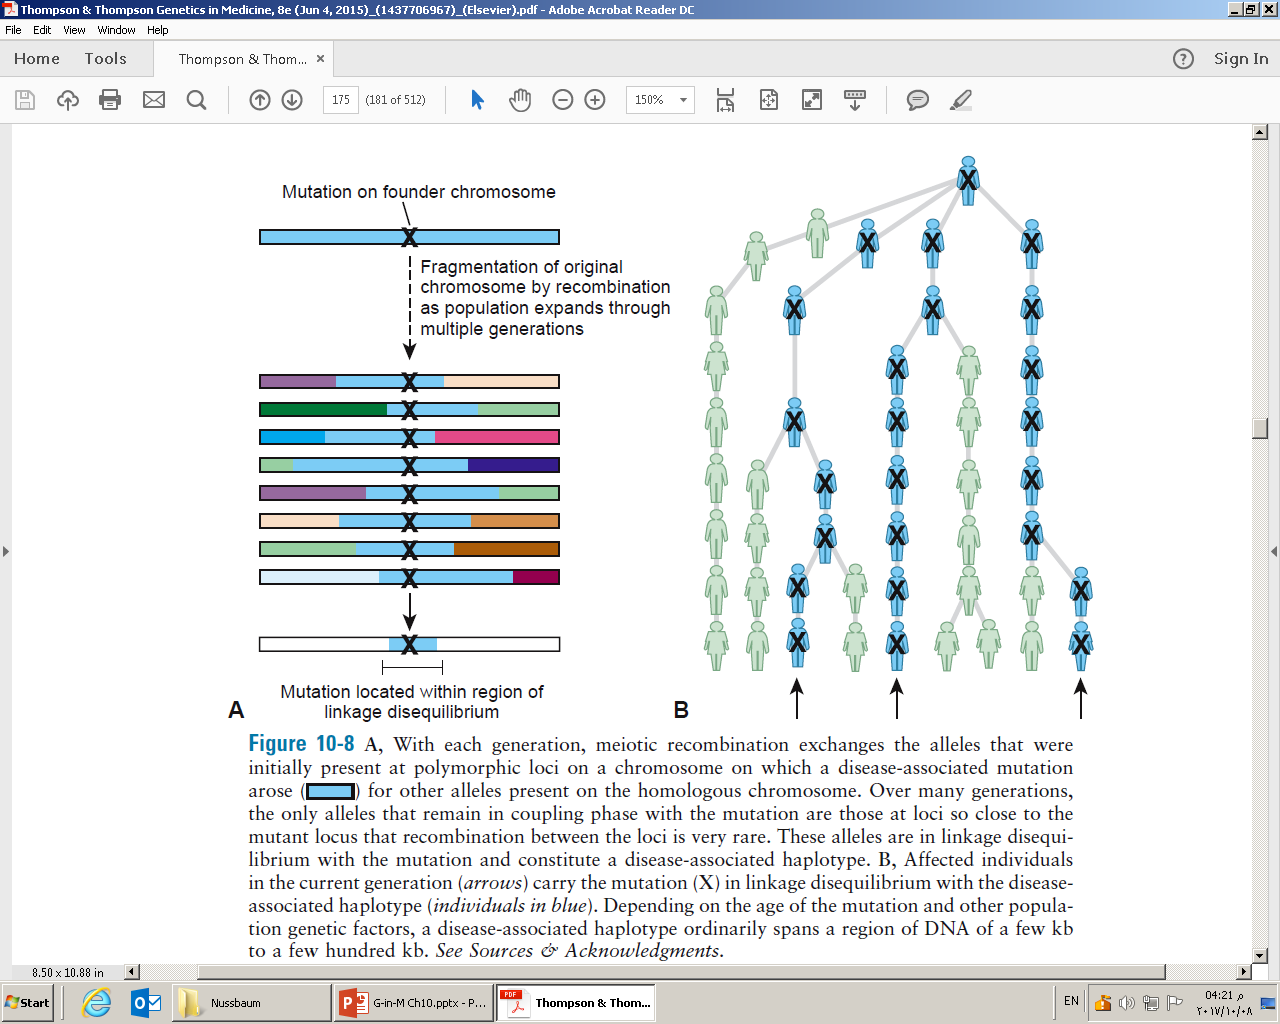 Thompson & Thompson Genetics in Medicine, 8e (Jun 4, 2015)_(1437706967)_(Elsevier).pdf - Adobe Acrobat Reader DC
File Edit View Window Help
Home Tools Thompson & Thom... × ? Sign In
175 (181 of 512) 150%
Mutation on founder chromosome
X
Fragmentation of original
chromosome by recombination
as population expands through
multiple generations
X
X
X
X
X
X
X
X
X
Mutation located within region of
linkage disequilibrium
A
X
X X X
X X X
X X
X X X
X X X
X X X
X X X
X X X
B
Figure 10-8 A, With each generation, meiotic recombination exchanges the alleles that were
initially present at polymorphic loci on a chromosome on which a disease-associated mutation
arose ( ) for other alleles present on the homologous chromosome. Over many generations,
the only alleles that remain in coupling phase with the mutation are those at loci so close to the
mutant locus that recombination between the loci is very rare. These alleles are in linkage disequi-
librium with the mutation and constitute a disease-associated haplotype. B, Affected individuals
in the current generation (arrows) carry the mutation (X) in linkage disequilibrium with the disease-
associated haplotype (individuals in blue). Depending on the age of the mutation and other popula-
tion genetic factors, a disease-associated haplotype ordinarily spans a region of DNA of a few kb
to a few hundred kb. See Sources & Acknowledgments.
8.50 x 10.88 in
Start Nussbaum G-in-M Ch10.pptx - P... PDF Thompson & Thom... EN 04:21 م
٢٠١٧/١٠/٠٨